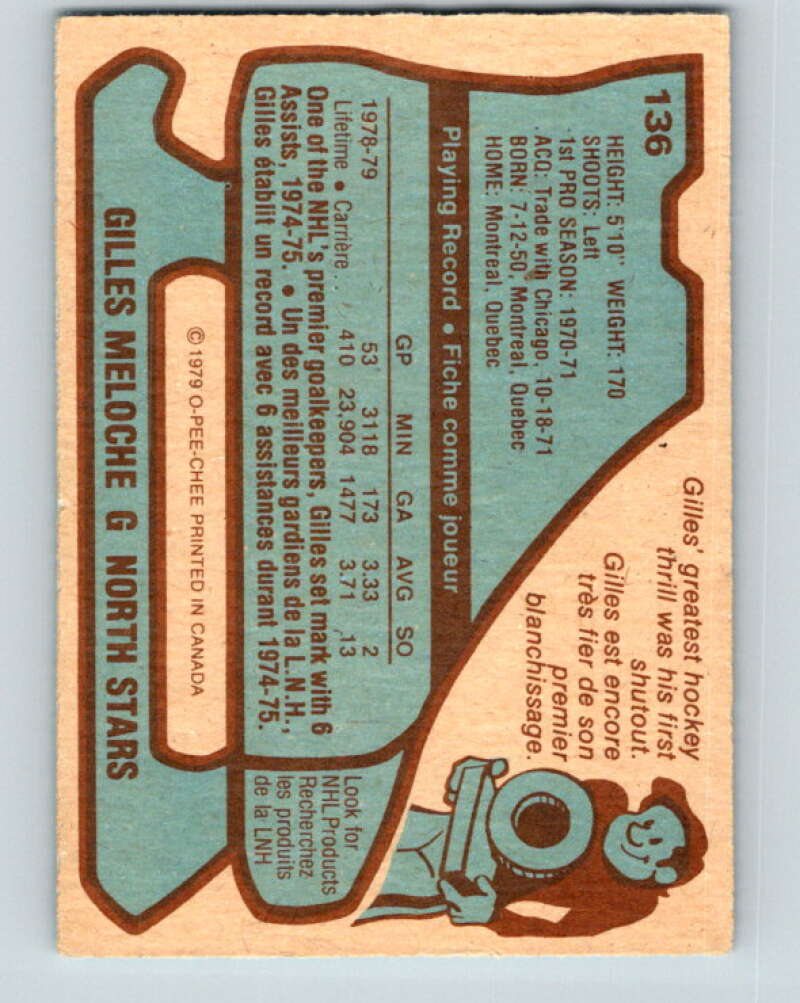 136
HEIGHT: 5'10" WEIGHT: 170
SHOOTS: Left
1st PRO SEASON: 1970-71
ACQ: Trade with Chicago, 10-18-71
BORN: 7-12-50, Montreal, Quebec
HOME: Montreal, Quebec
Gilles' greatest hockey
thrill was his first
shutout.
Gilles est encore
très fier de son
premier
blanchissage.
Playing Record • Fiche comme joueur
GP MIN GA AVG SO
1978-79 53 3118 173 3.33 2
Lifetime • Carrière . . 410 23,904 1477 3.71 13
One of the NHL's premier goalkeepers, Gilles set mark with 6
Assists, 1974-75. • Un des meilleurs gardiens de la L.N.H.,
Gilles établit un record avec 6 assistances durant 1974-75.
Look for
NHL Products
Recherchez
les produits
de la LNH
© 1979 O-PEE-CHEE PRINTED IN CANADA
GILLES MELOCHE G NORTH STARS